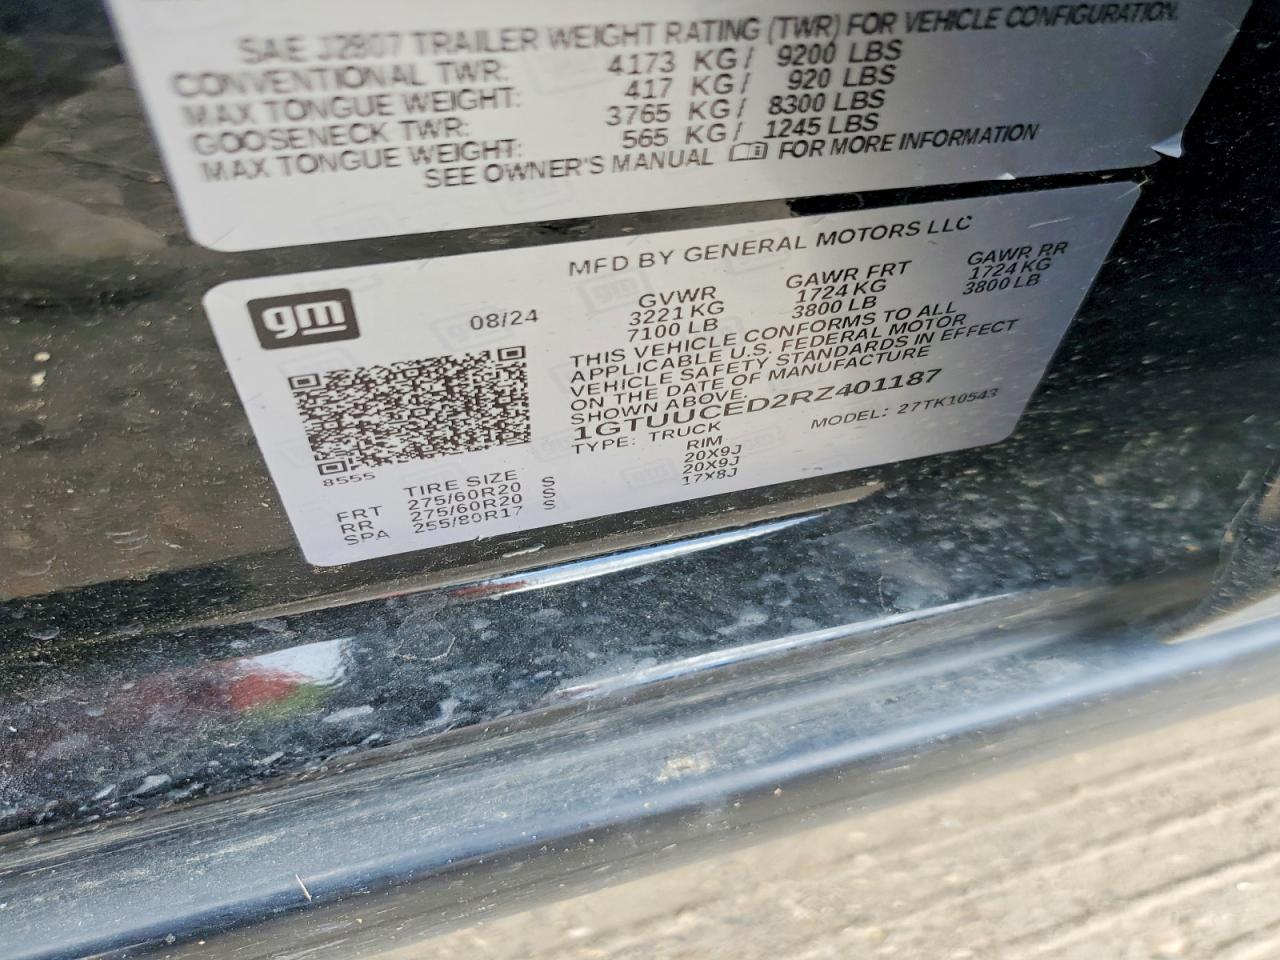 SAE J2807 TRAILER WEIGHT RATING (TWR) FOR VEHICLE CONFIGURATION.
CONVENTIONAL TWR: 4173 KG / 9200 LBS
MAX TONGUE WEIGHT: 417 KG / 920 LBS
GOOSENECK TWR: 3765 KG / 8300 LBS
MAX TONGUE WEIGHT: 565 KG / 1245 LBS
SEE OWNER'S MANUAL FOR MORE INFORMATION
gm
08/24
MFD BY GENERAL MOTORS LLC
GVWR GAWR FRT GAWR RR
3221 KG 1724 KG 1724 KG
7100 LB 3800 LB 3800 LB
THIS VEHICLE CONFORMS TO ALL
APPLICABLE U.S. FEDERAL MOTOR
VEHICLE SAFETY STANDARDS IN EFFECT
ON THE DATE OF MANUFACTURE
SHOWN ABOVE.
1GTUUCED2RZ401187
TYPE: TRUCK MODEL: 27TK10543
8555
TIRE SIZE RIM
FRT 275/60R20 S 20X9J
RR 275/60R20 S 20X9J
SPA 255/80R17 S 17X8J